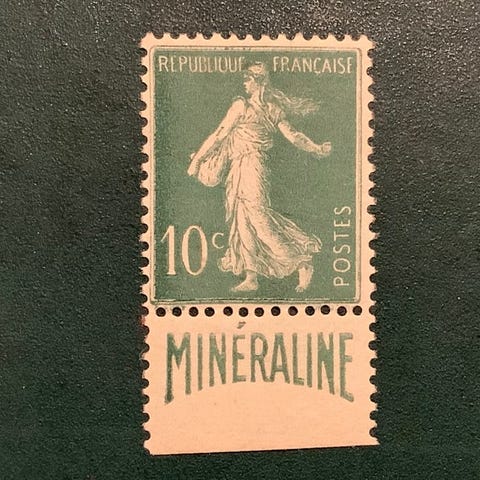 REPUBLIQUE FRANÇAISE
10c
POSTES
MINÉRALINE